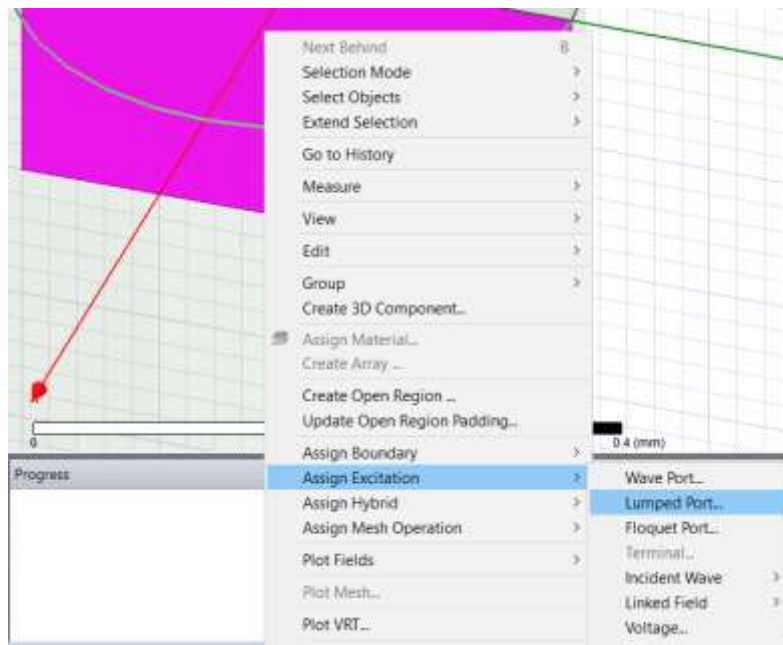 Next Behind B
Selection Mode
Select Objects
Extend Selection
Go to History
Measure
View
Edit
Group
Create 3D Component...
Assign Material...
Create Array ...
Create Open Region ...
Update Open Region Padding...
0
0.4 (mm)
Assign Boundary
Progress
Assign Excitation
Assign Hybrid
Assign Mesh Operation
Plot Fields
Plot Mesh...
Plot VRT...
Wave Port...
Lumped Port...
Floquet Port...
Terminal...
Incident Wave
Linked Field
Voltage...